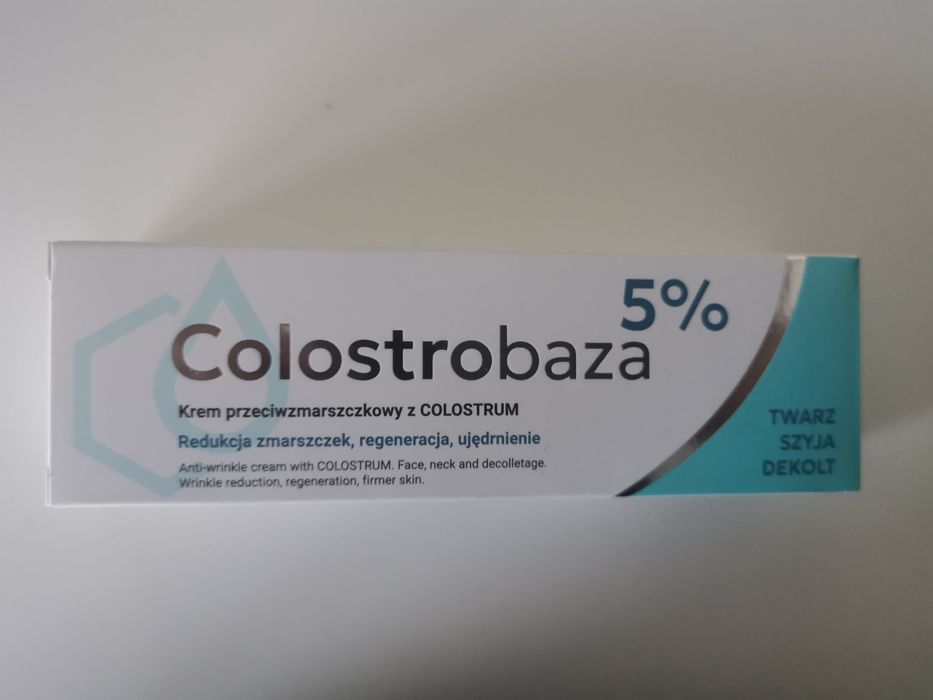 5%
Colostrobaza
Krem przeciwzmarszczkowy z COLOSTRUM
Redukcja zmarszczek, regeneracja, ujędrnienie
Anti-wrinkle cream with COLOSTRUM. Face, neck and decolletage.
Wrinkle reduction, regeneration, firmer skin.
TWARZ
SZYJA
DEKOLT